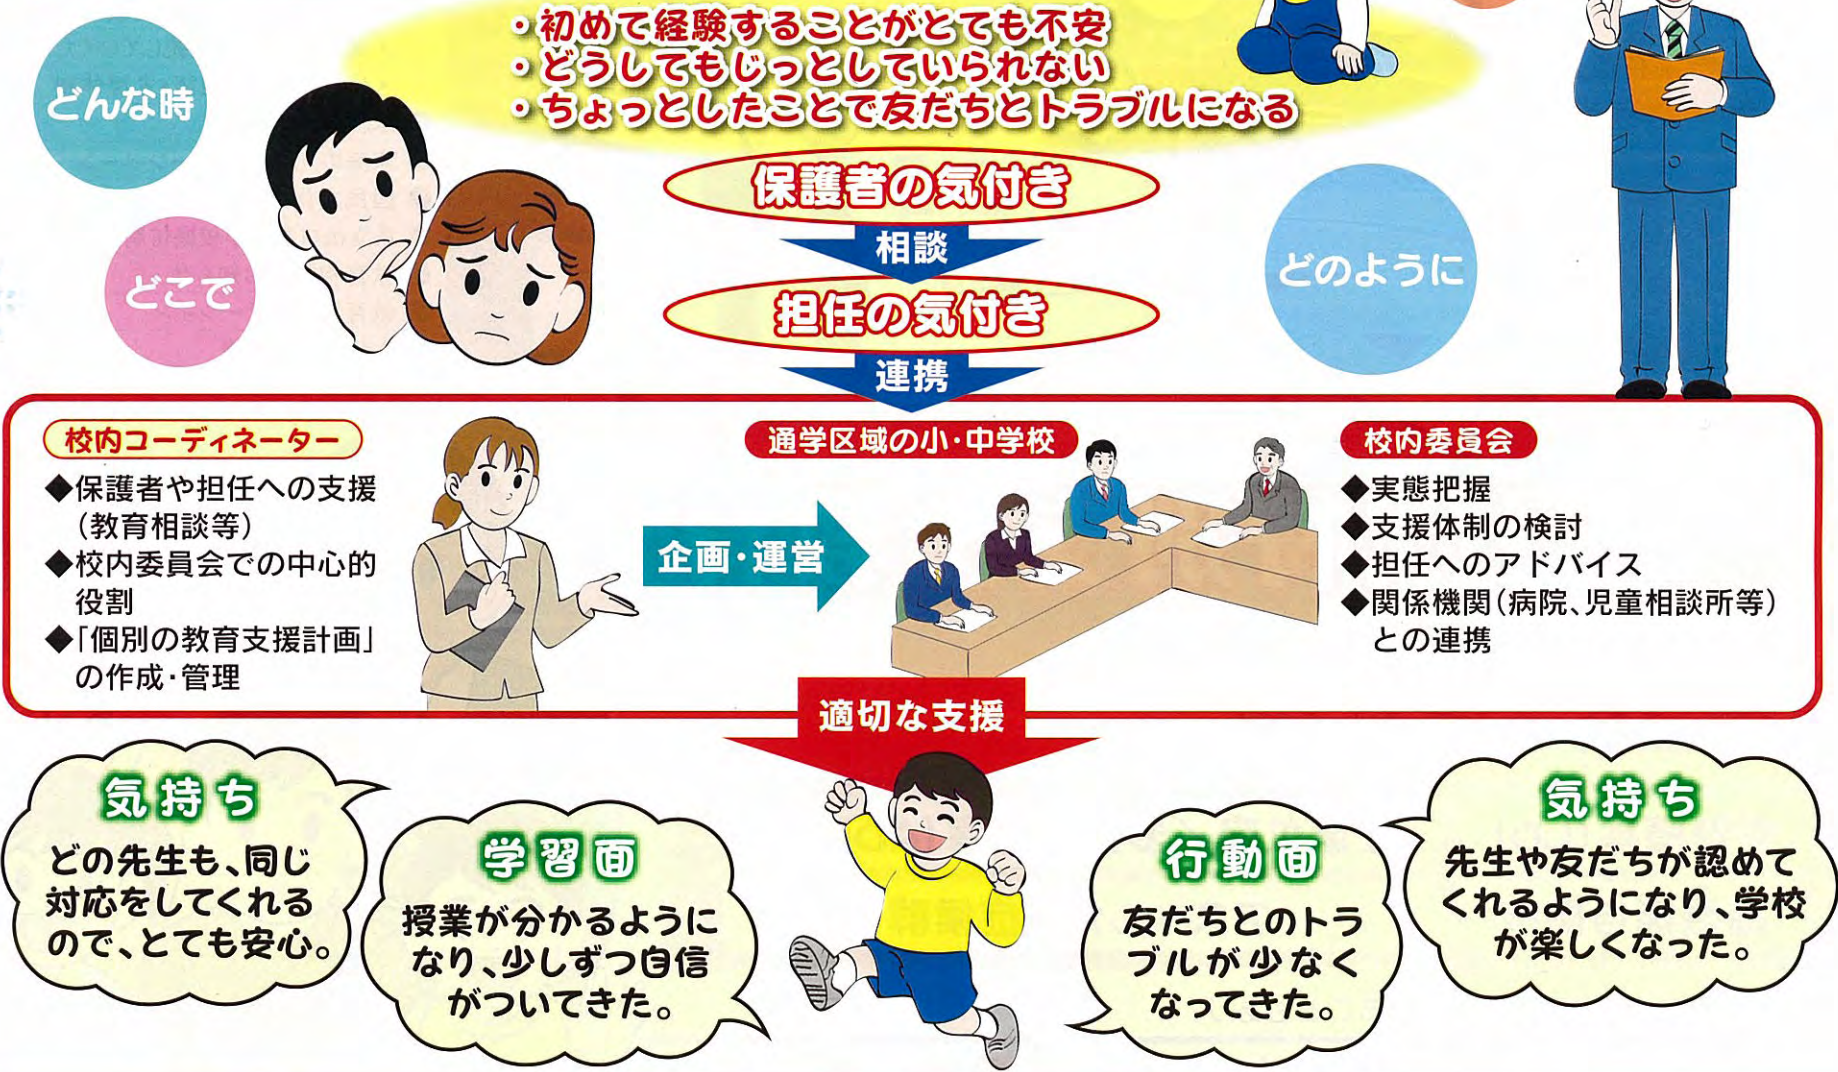 ・初めて経験することがとても不安
・どうしてもじっとしていられない
・ちょっとしたことで友だちとトラブルになる
どんな時
どこで
保護者の気付き
相談
担任の気付き
連携
どのように
校内コーディネーター
◆保護者や担任への支援
(教育相談等)
◆校内委員会での中心的
役割
◆「個別の教育支援計画」
の作成・管理
企画・運営
通学区域の小・中学校
校内委員会
◆実態把握
◆支援体制の検討
◆担任へのアドバイス
◆関係機関(病院、児童相談所等)
との連携
適切な支援
気持ち
どの先生も、同じ
対応をしてくれる
ので、とても安心。
学習面
授業が分かるように
なり、少しずつ自信
がついてきた。
行動面
友だちとのトラ
ブルが少なく
なってきた。
気持ち
先生や友だちが認めて
くれるようになり、学校
が楽しくなった。